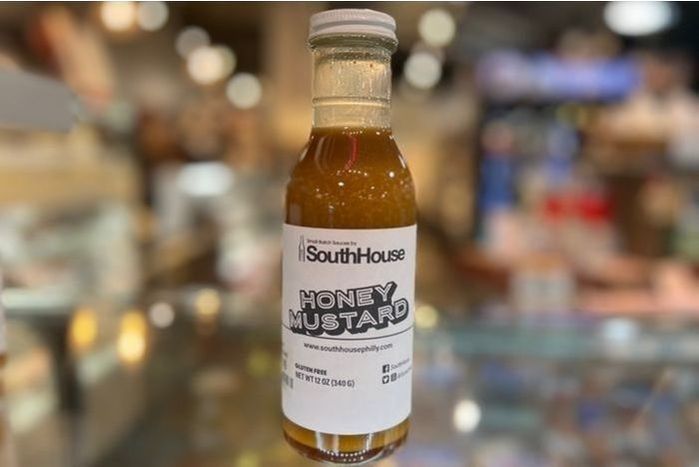 Small Batch Sauces by
SouthHouse
HONEY
MUSTARD
www.southhousephilly.com
GLUTEN FREE
NET WT 12 OZ (340 G)